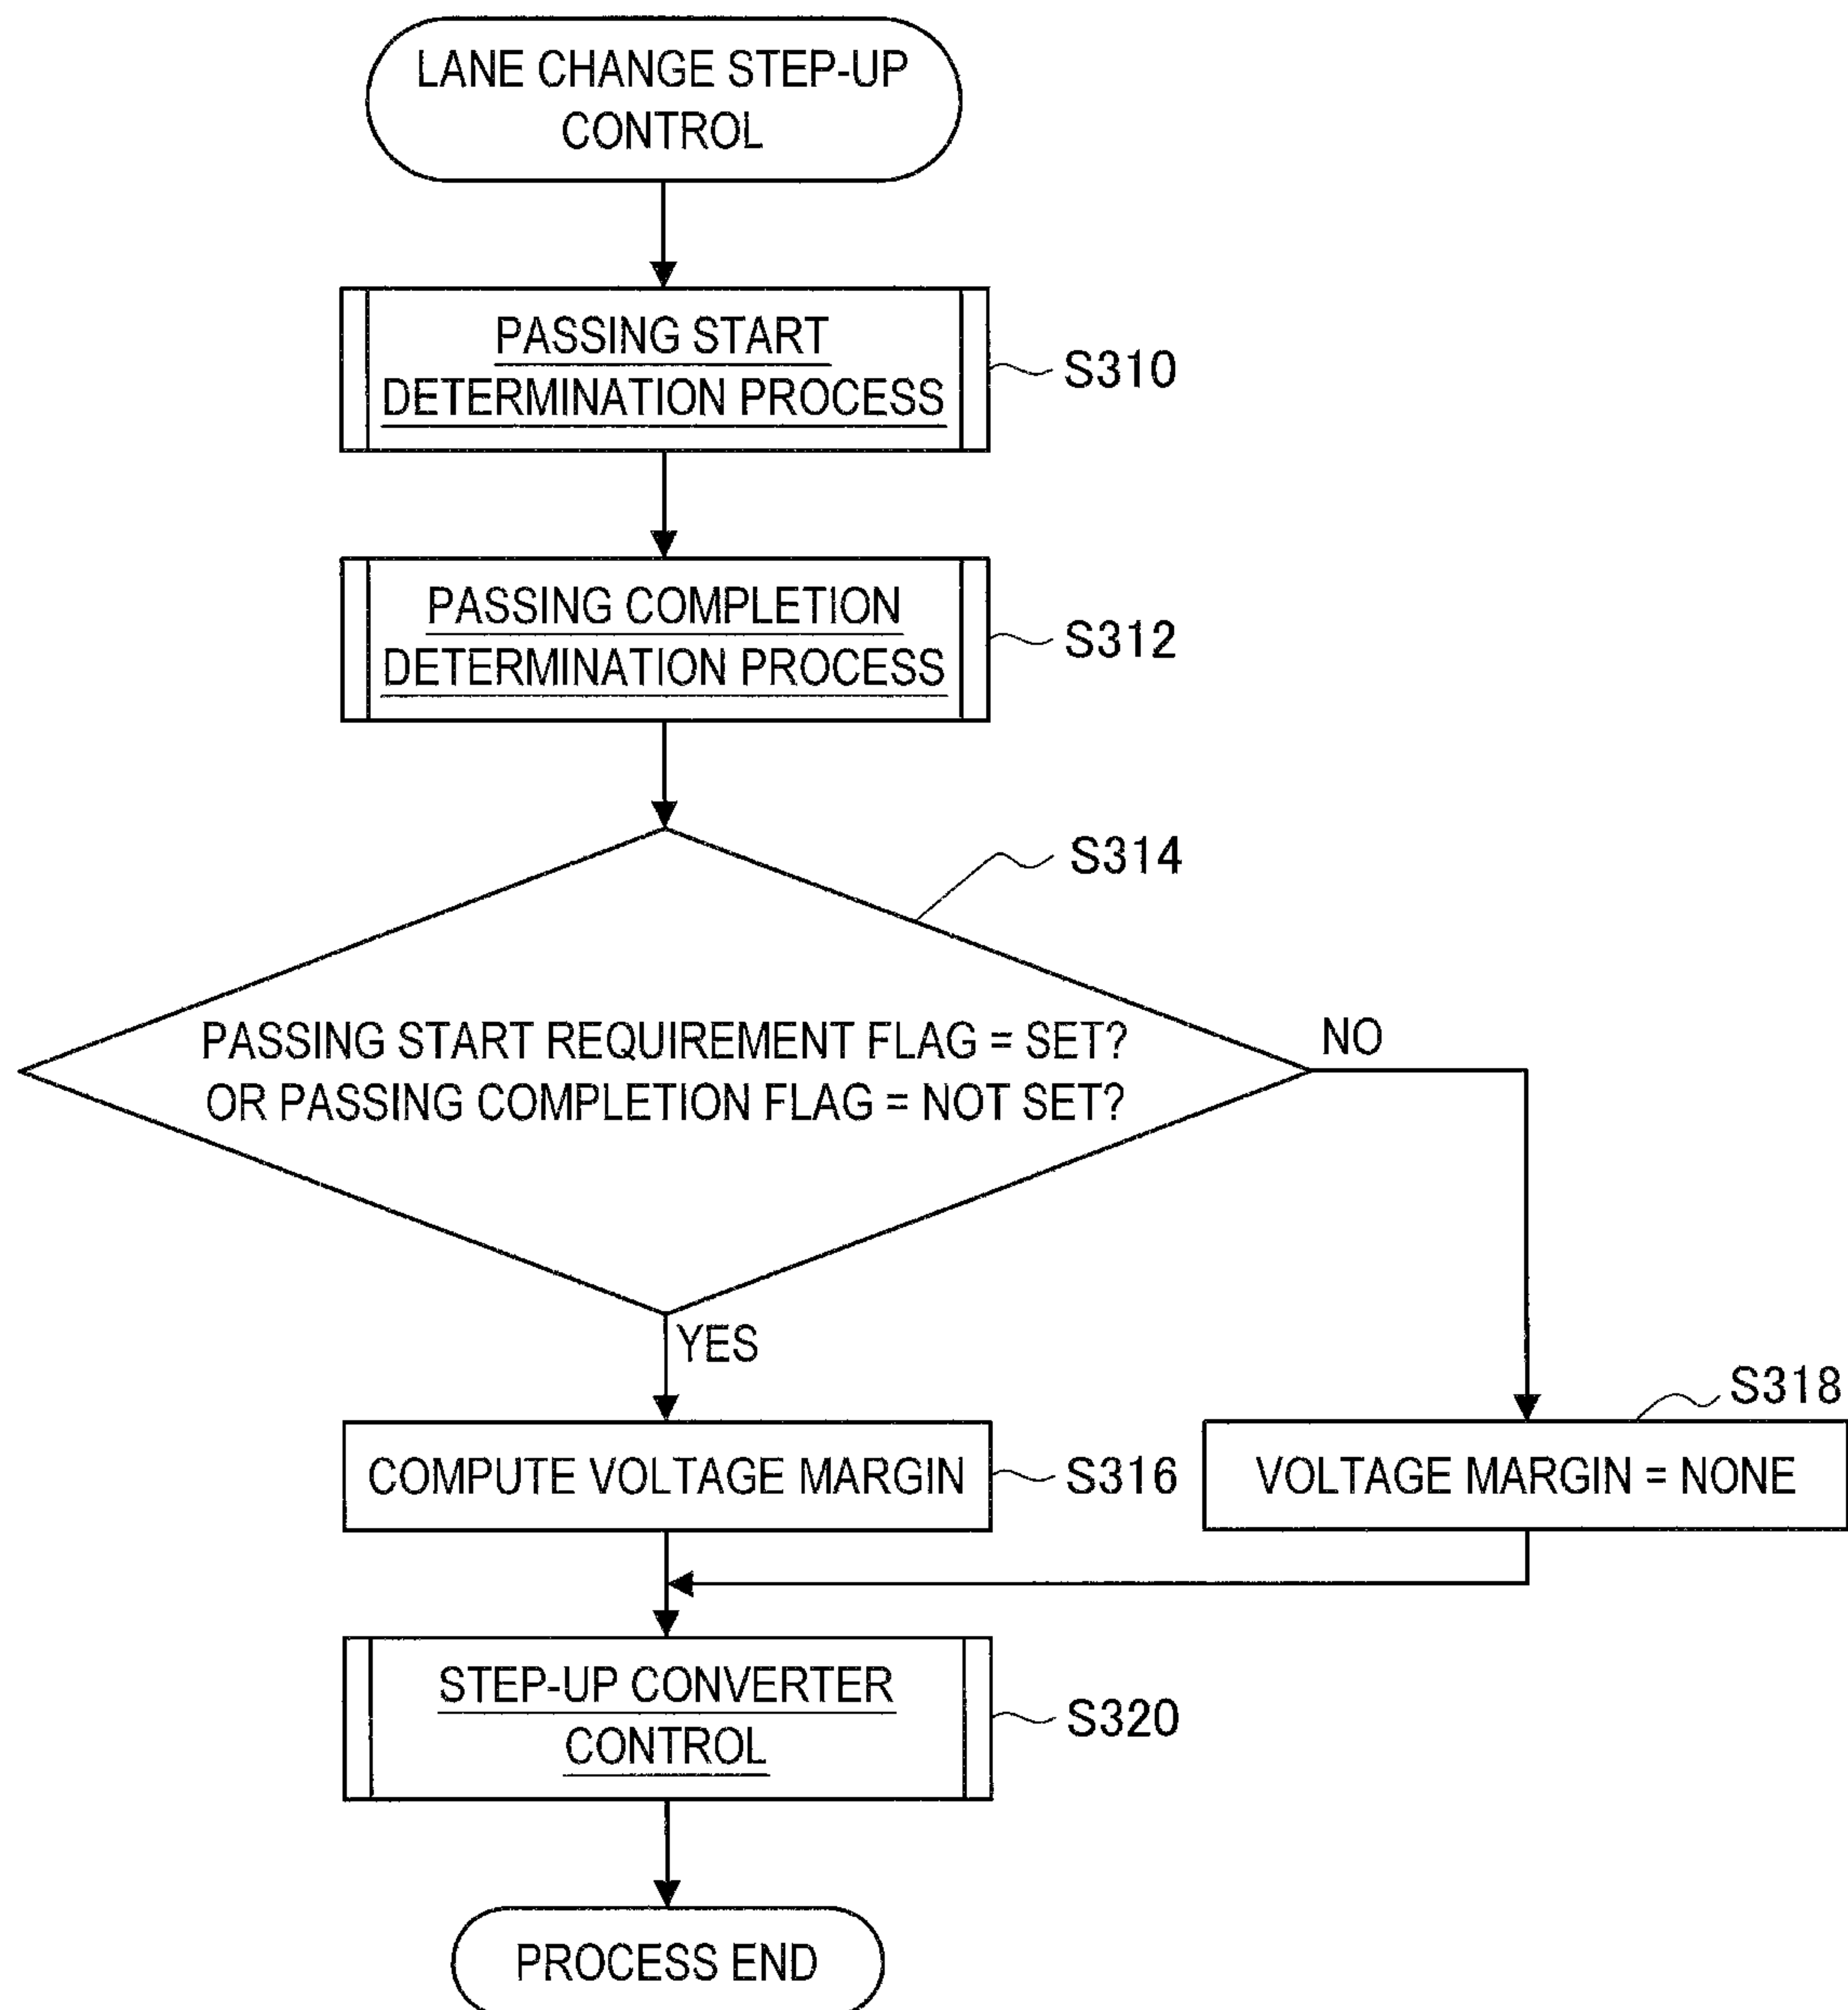 LANE CHANGE STEP-UP
CONTROL
PASSING START
DETERMINATION PROCESS
S310
PASSING COMPLETION
DETERMINATION PROCESS
S312
S314
PASSING START REQUIREMENT FLAG = SET?
OR PASSING COMPLETION FLAG = NOT SET?
NO
YES
COMPUTE VOLTAGE MARGIN
S316
S318
VOLTAGE MARGIN = NONE
STEP-UP CONVERTER
CONTROL
S320
PROCESS END